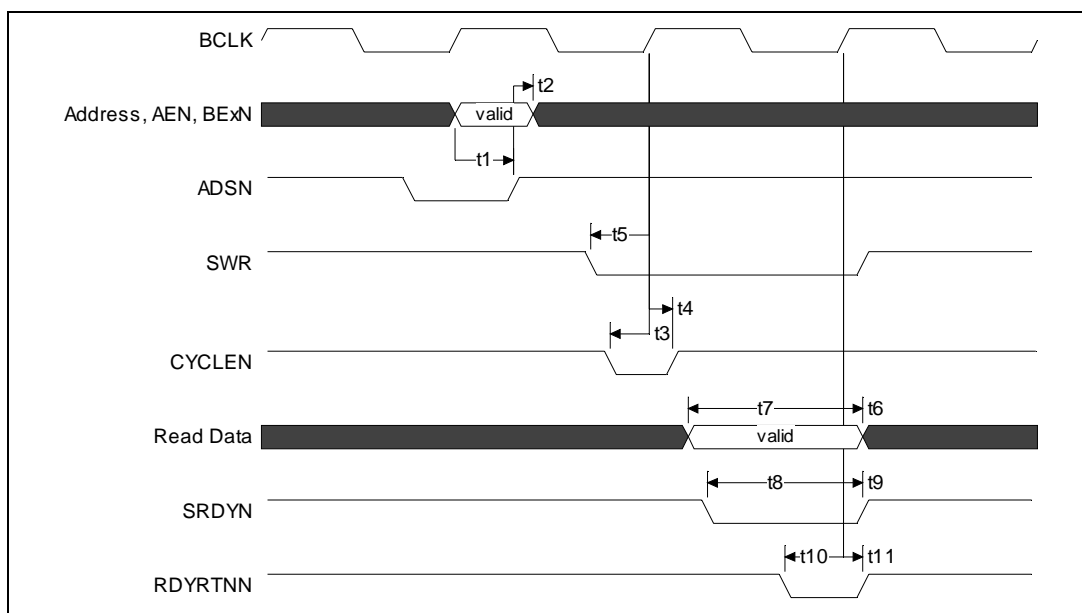 BCLK
t2
Address, AEN, BExN
valid
t1
ADSN
t5
SWR
t4
t3
CYCLEN
t7
t6
Read Data
valid
t8
t9
SRDYN
t10
t11
RDYRTNN